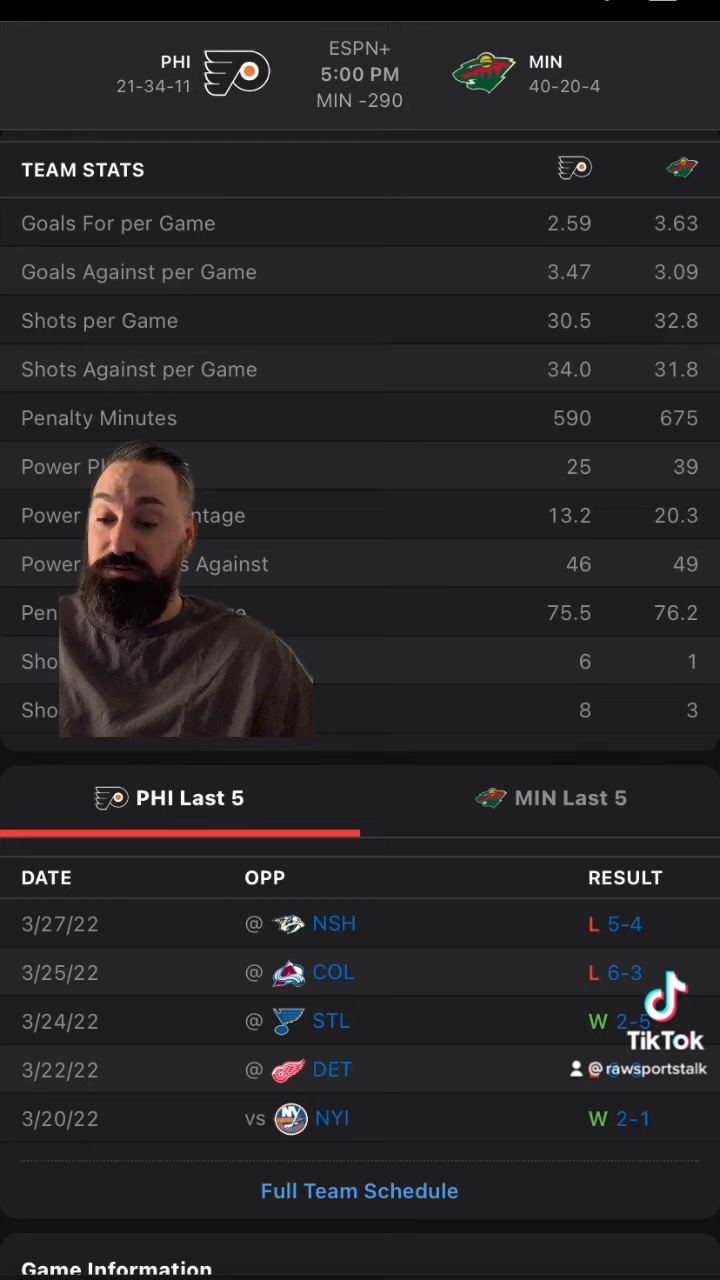 ESPN+
PHI
MIN
5:00 PM
21-34-11
40-20-4
MIN -290
TEAM STATS
Goals For per Game 2.59 3.63
Goals Against per Game 3.47 3.09
Shots per Game 30.5 32.8
Shots Against per Game 34.0 31.8
Penalty Minutes 590 675
Power 25 39
Power 13.2 20.3
Power Against 46 49
75.5 76.2
6 1
8 3
PHI Last 5 MIN Last 5
DATE OPP RESULT
3/27/22 @ NSH L 5-4
3/25/22 @ COL L 6-3
3/24/22 @ STL W 2-5
TikTok
3/22/22 @ DET
@rawsportstalk
3/20/22 vs NYI W 2-1
Full Team Schedule
Game Information